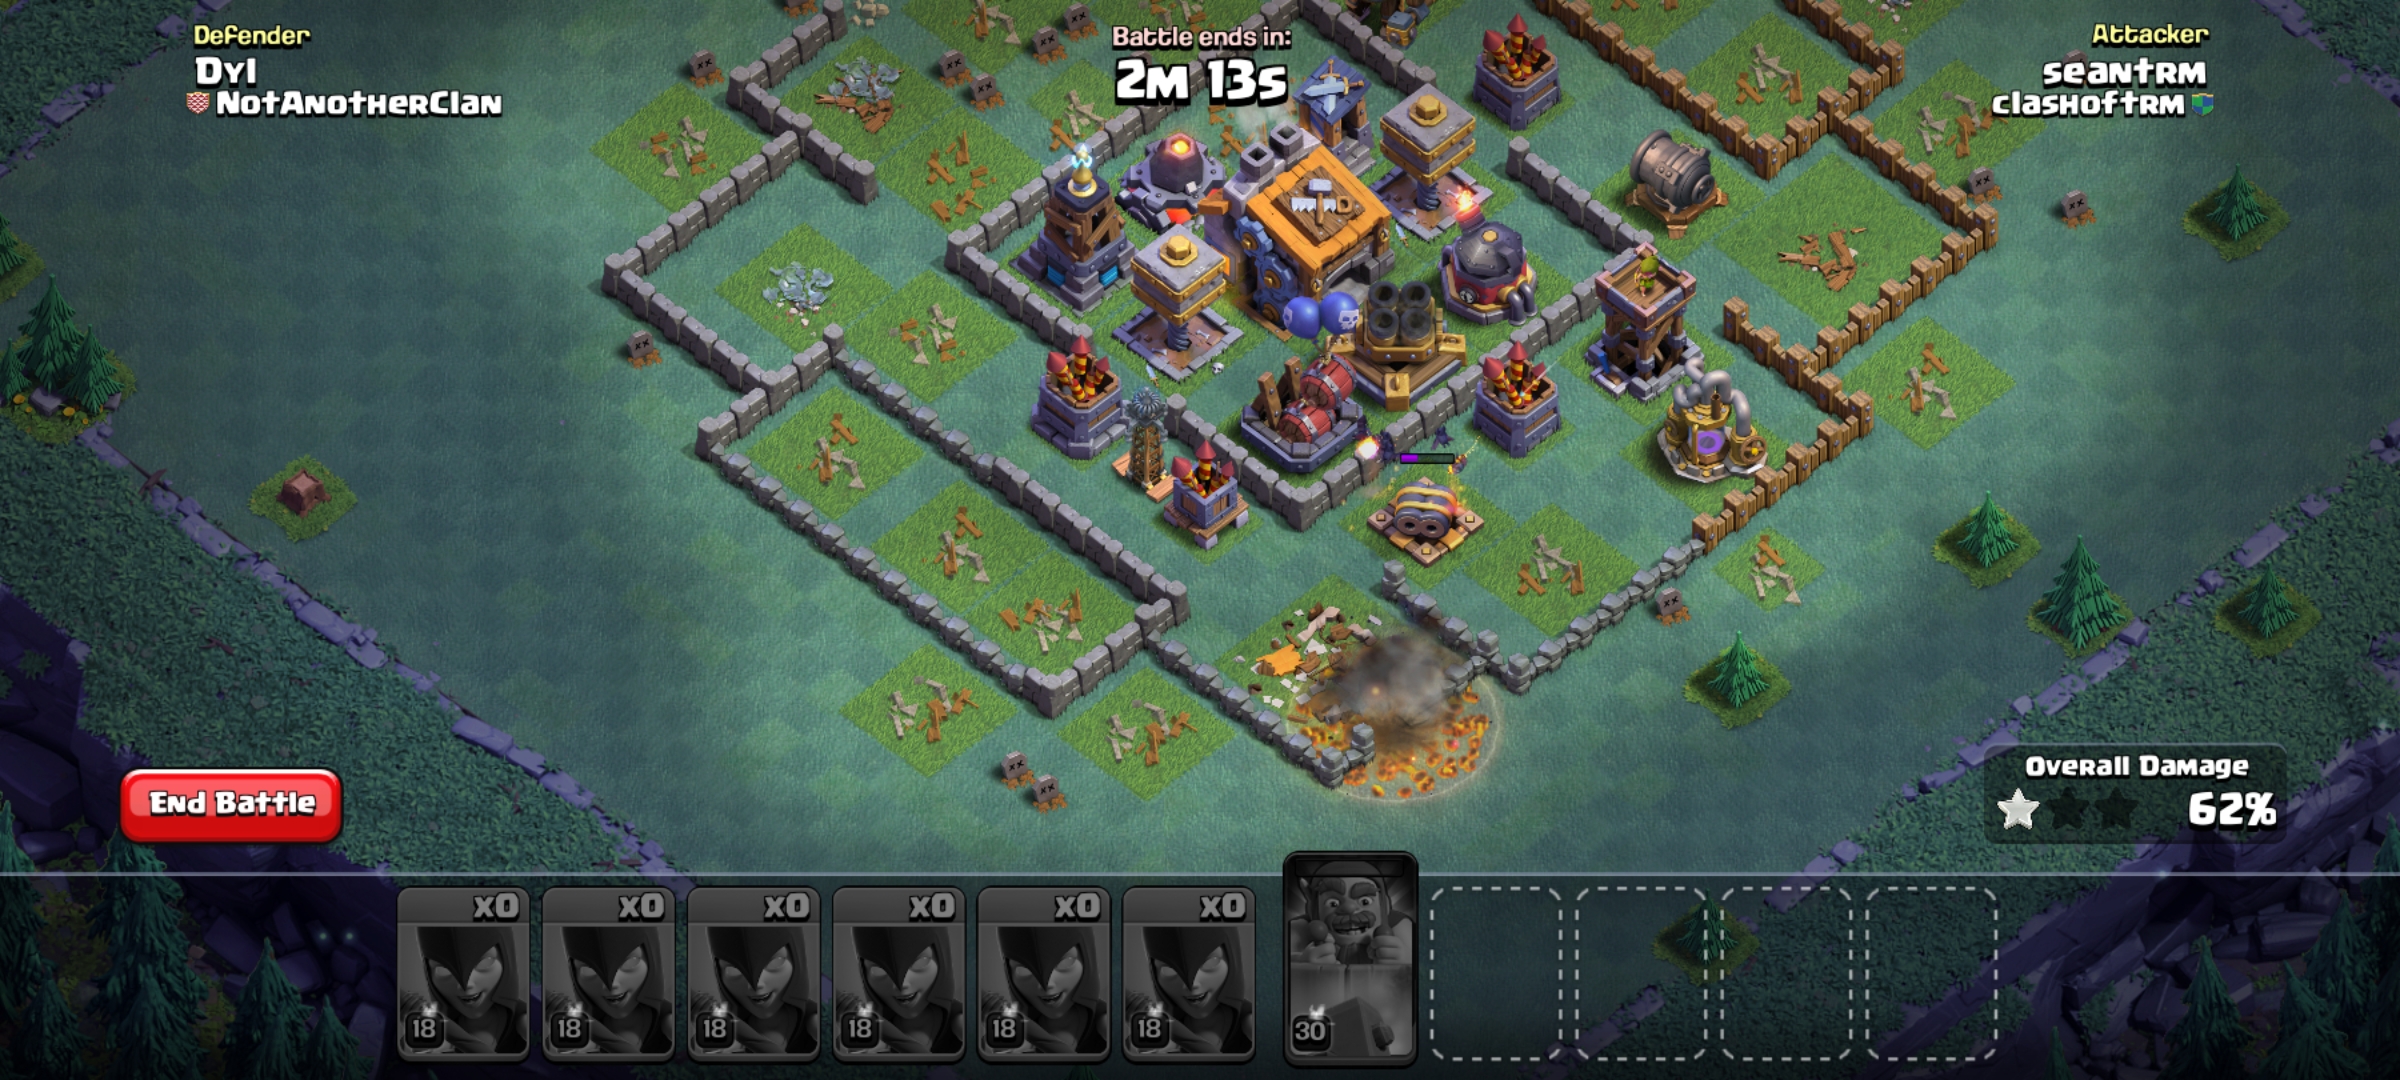 Defender
Dyl
NotAnotherClan
Battle ends in:
2M 13s
Attacker
seantRM
clashoftRM
End Battle
Overall Damage
62%
x0
x0
x0
x0
x0
x0
18
18
18
18
18
18
30